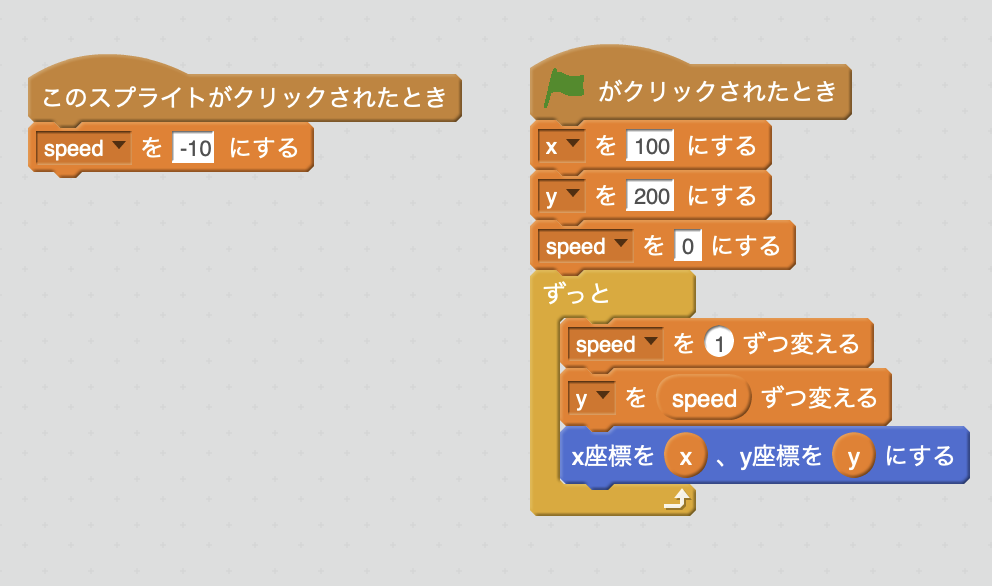 このスプライトがクリックされたとき
speed を -10 にする
がクリックされたとき
x を 100 にする
y を 200 にする
speed を 0 にする
ずっと
speed を 1 ずつ変える
y を speed ずつ変える
x座標を x 、y座標を y にする